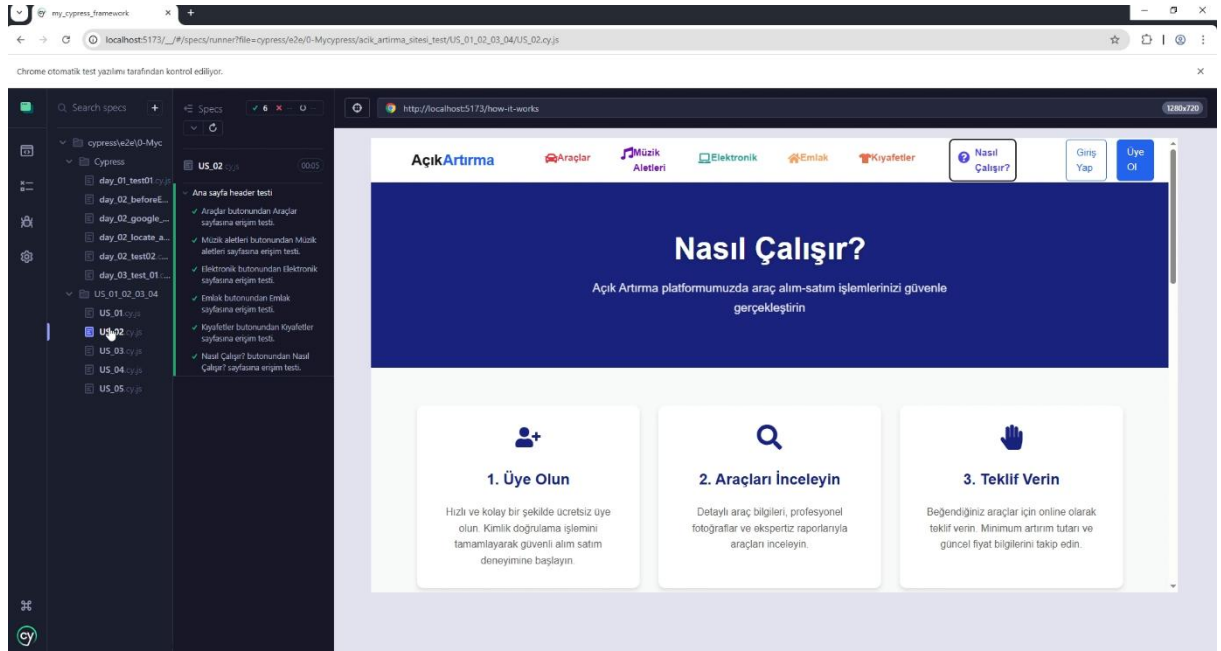 my_cypress_framework
localhost:5173/__/#/specs/runner?file=cypress/e2e/0-Mycypress/acik_artirma_sitesi_test/US_01_02_03_04/US_02.cy.js
Chrome otomatik test yazılımı tarafından kontrol ediliyor.
Search specs
cypress\e2e\0-Myc
Cypress
day_01_test01.cy.js
day_02_beforeE...
day_02_google_...
day_02_locate_a...
day_02_test02.c...
day_03_test_01.c...
US_01_02_03_04
US_01.cy.js
US_02.cy.js
US_03.cy.js
US_04.cy.js
US_05.cy.js
cy
Specs
6
--
--
US_02 cy.js
00:05
Ana sayfa header testi
Araçlar butonundan Araçlar
sayfasına erişim testi.
Müzik aletleri butonundan Müzik
aletleri sayfasına erişim testi.
Elektronik butonundan Elektronik
sayfasına erişim testi.
Emlak butonundan Emlak
sayfasına erişim testi.
Kıyafetler butonundan Kıyafetler
sayfasına erişim testi.
Nasıl Çalışır? butonundan Nasıl
Çalışır? sayfasına erişim testi.
http://localhost:5173/how-it-works
1280x720
AçıkArtırma
Araçlar
Müzik
Aletleri
Elektronik
Emlak
Kıyafetler
Nasıl
Çalışır?
Giriş
Yap
Üye
Ol
Nasıl Çalışır?
Açık Artırma platformumuzda araç alım-satım işlemlerinizi güvenle
gerçekleştirin
1. Üye Olun
Hızlı ve kolay bir şekilde ücretsiz üye
olun. Kimlik doğrulama işlemini
tamamlayarak güvenli alım satım
deneyimine başlayın.
2. Araçları İnceleyin
Detaylı araç bilgileri, profesyonel
fotoğraflar ve ekspertiz raporlarıyla
araçları inceleyin.
3. Teklif Verin
Beğendiğiniz araçlar için online olarak
teklif verin. Minimum artırım tutarı ve
güncel fiyat bilgilerini takip edin.